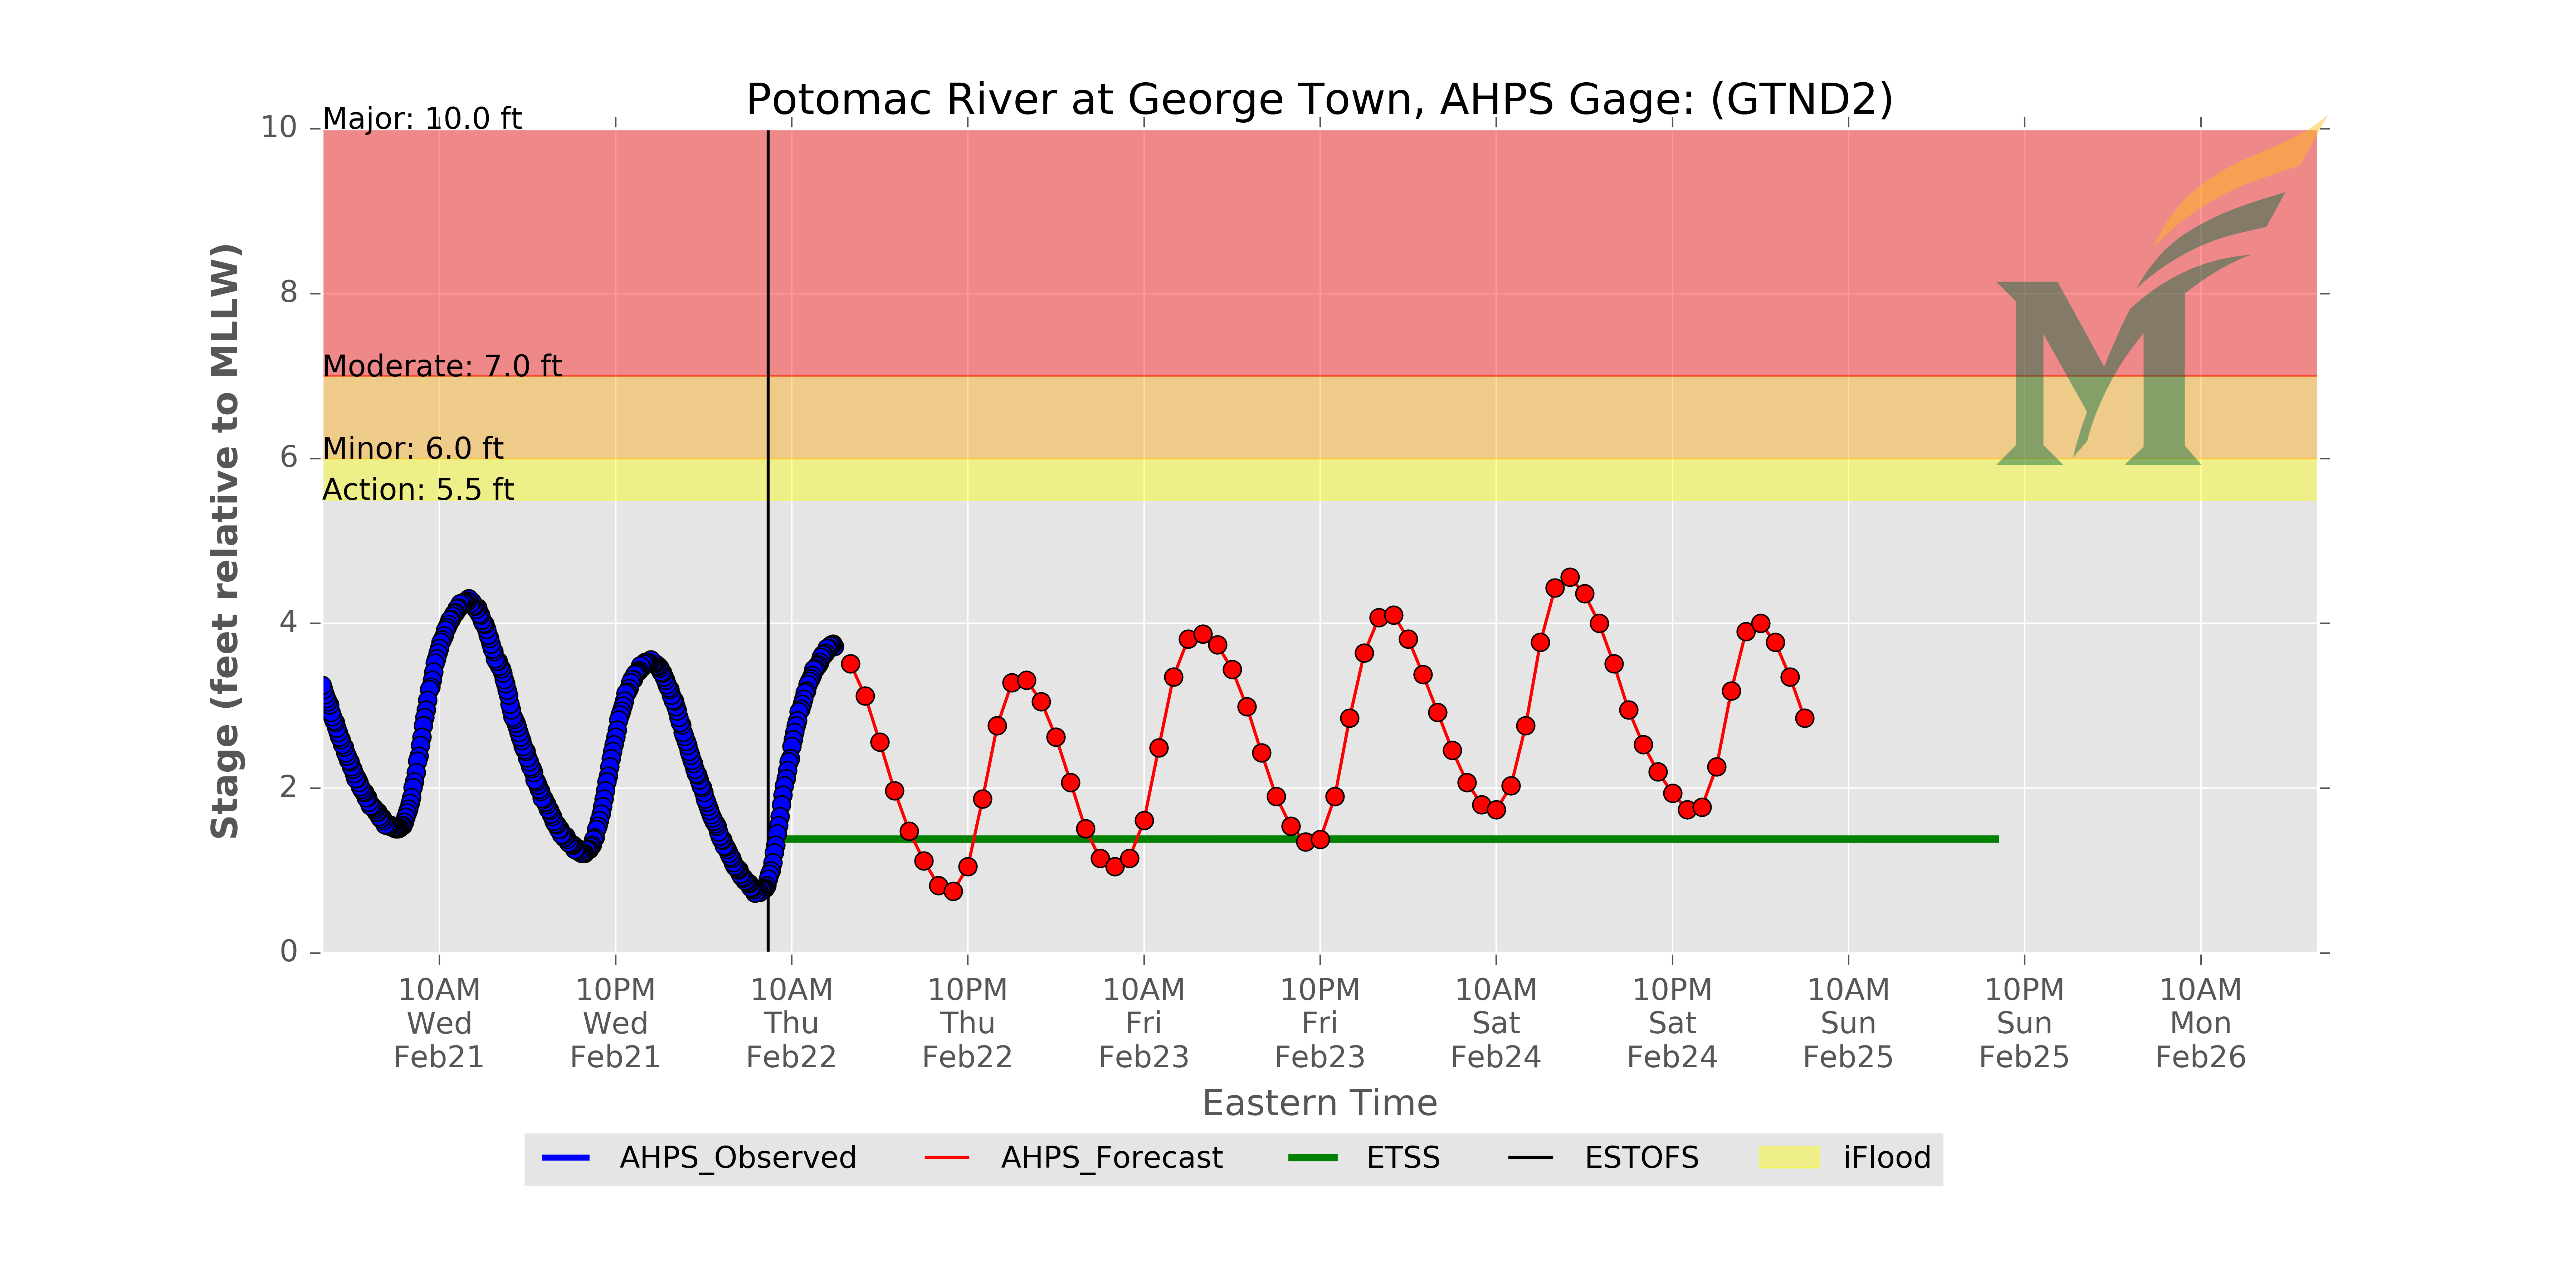 Potomac River at George Town, AHPS Gage: (GTND2)
Major: 10.0 ft
Moderate: 7.0 ft
Minor: 6.0 ft
Action: 5.5 ft
Stage (feet relative to MLLW)
10
8
6
4
2
0
10AM 10PM 10AM 10PM 10AM 10PM 10AM 10PM 10AM 10PM 10AM
Wed Wed Thu Thu Fri Fri Sat Sat Sun Sun Mon
Feb21 Feb21 Feb22 Feb22 Feb23 Feb23 Feb24 Feb24 Feb25 Feb25 Feb26
Eastern Time
AHPS_Observed AHPS_Forecast ETSS ESTOFS iFlood